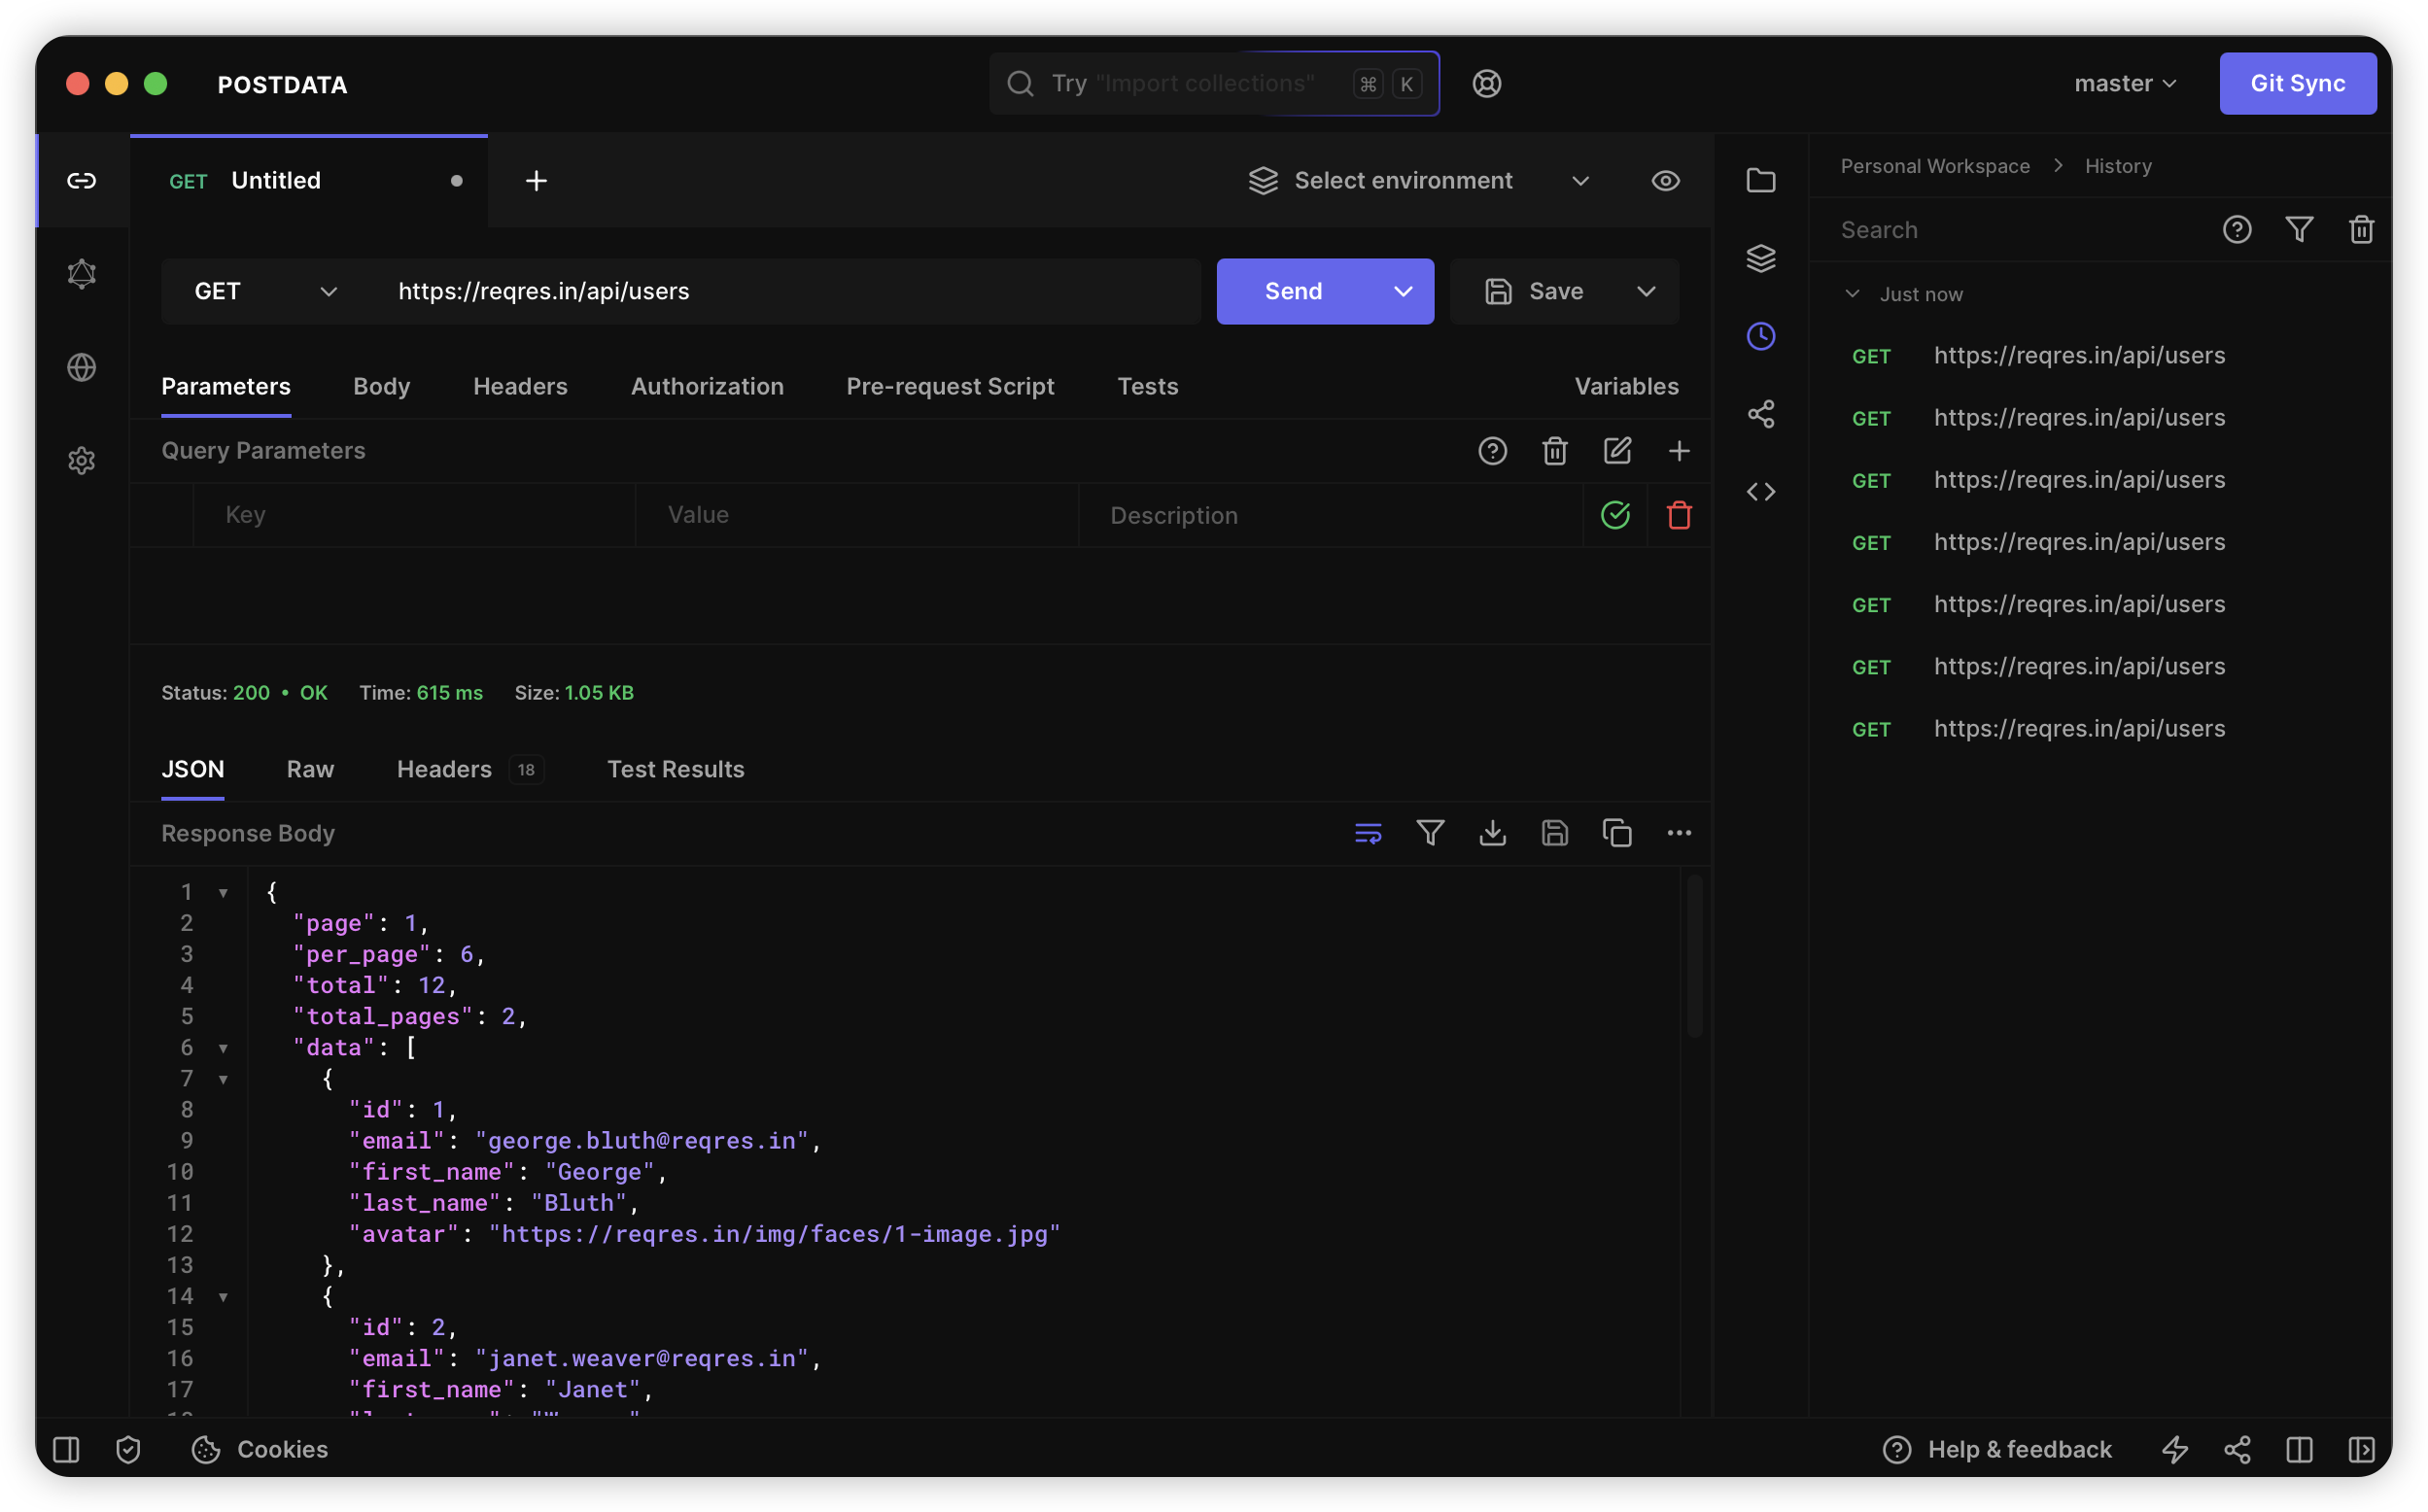 POSTDATA
Try "Import collections" ⌘ K
master
Git Sync
GET Untitled
Select environment
GET https://reqres.in/api/users
Send
Save
Parameters Body Headers Authorization Pre-request Script Tests Variables
Query Parameters
Key Value Description
Status: 200 • OK Time: 615 ms Size: 1.05 KB
JSON Raw Headers 18 Test Results
Response Body
1 {
2 "page": 1,
3 "per_page": 6,
4 "total": 12,
5 "total_pages": 2,
6 "data": [
7 {
8 "id": 1,
9 "email": "george.bluth@reqres.in",
10 "first_name": "George",
11 "last_name": "Bluth",
12 "avatar": "https://reqres.in/img/faces/1-image.jpg"
13 },
14 {
15 "id": 2,
16 "email": "janet.weaver@reqres.in",
17 "first_name": "Janet",
Personal Workspace > History
Search
Just now
GET https://reqres.in/api/users
GET https://reqres.in/api/users
GET https://reqres.in/api/users
GET https://reqres.in/api/users
GET https://reqres.in/api/users
GET https://reqres.in/api/users
GET https://reqres.in/api/users
Cookies
Help & feedback